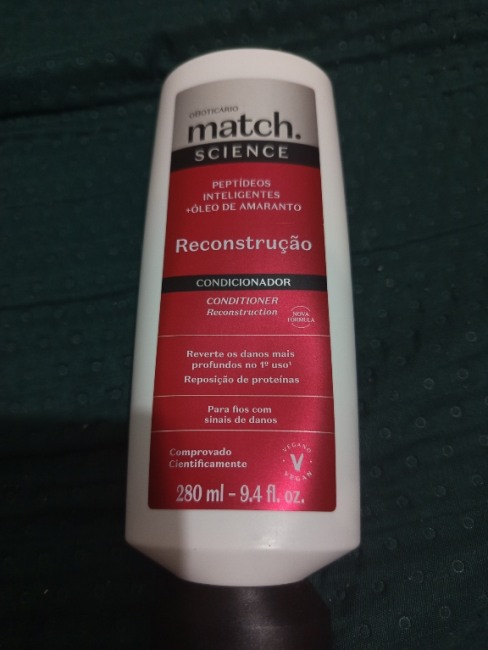 oBOTICÁRIO
match.
SCIENCE
PEPTÍDEOS
INTELIGENTES
+ÓLEO DE AMARANTO
Reconstrução
CONDICIONADOR
CONDITIONER
Reconstruction
NOVA
FÓRMULA
Reverte os danos mais
profundos no 1º uso¹
Reposição de proteínas
Para fios com
sinais de danos
Comprovado
Cientificamente
VEGANO
V
VEGAN
280 ml - 9.4 fl. oz.